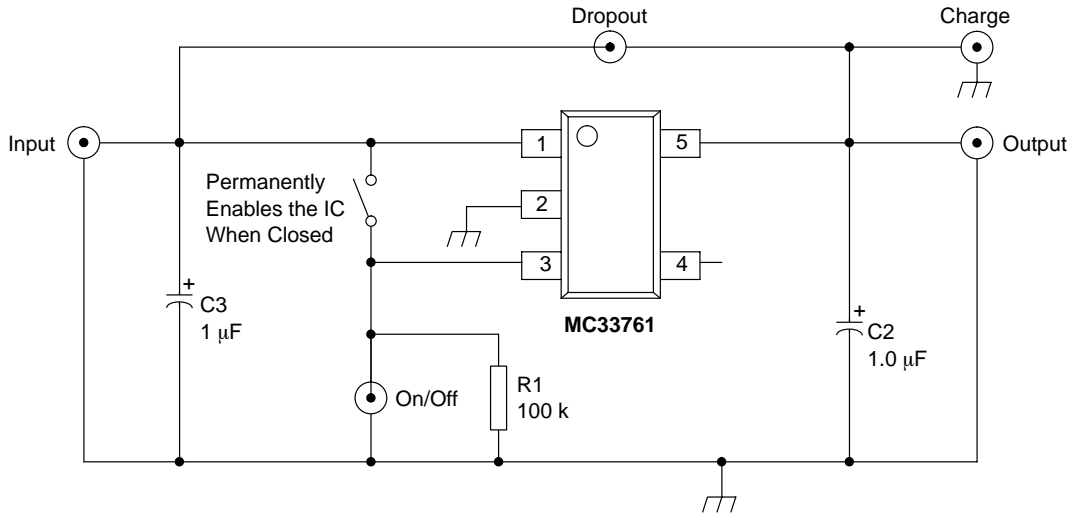 Dropout
Charge
Input
1
5
Output
Permanently
Enables the IC
When Closed
2
3
4
C3
1 μF
MC33761
C2
1.0 μF
On/Off
R1
100 k
+
+